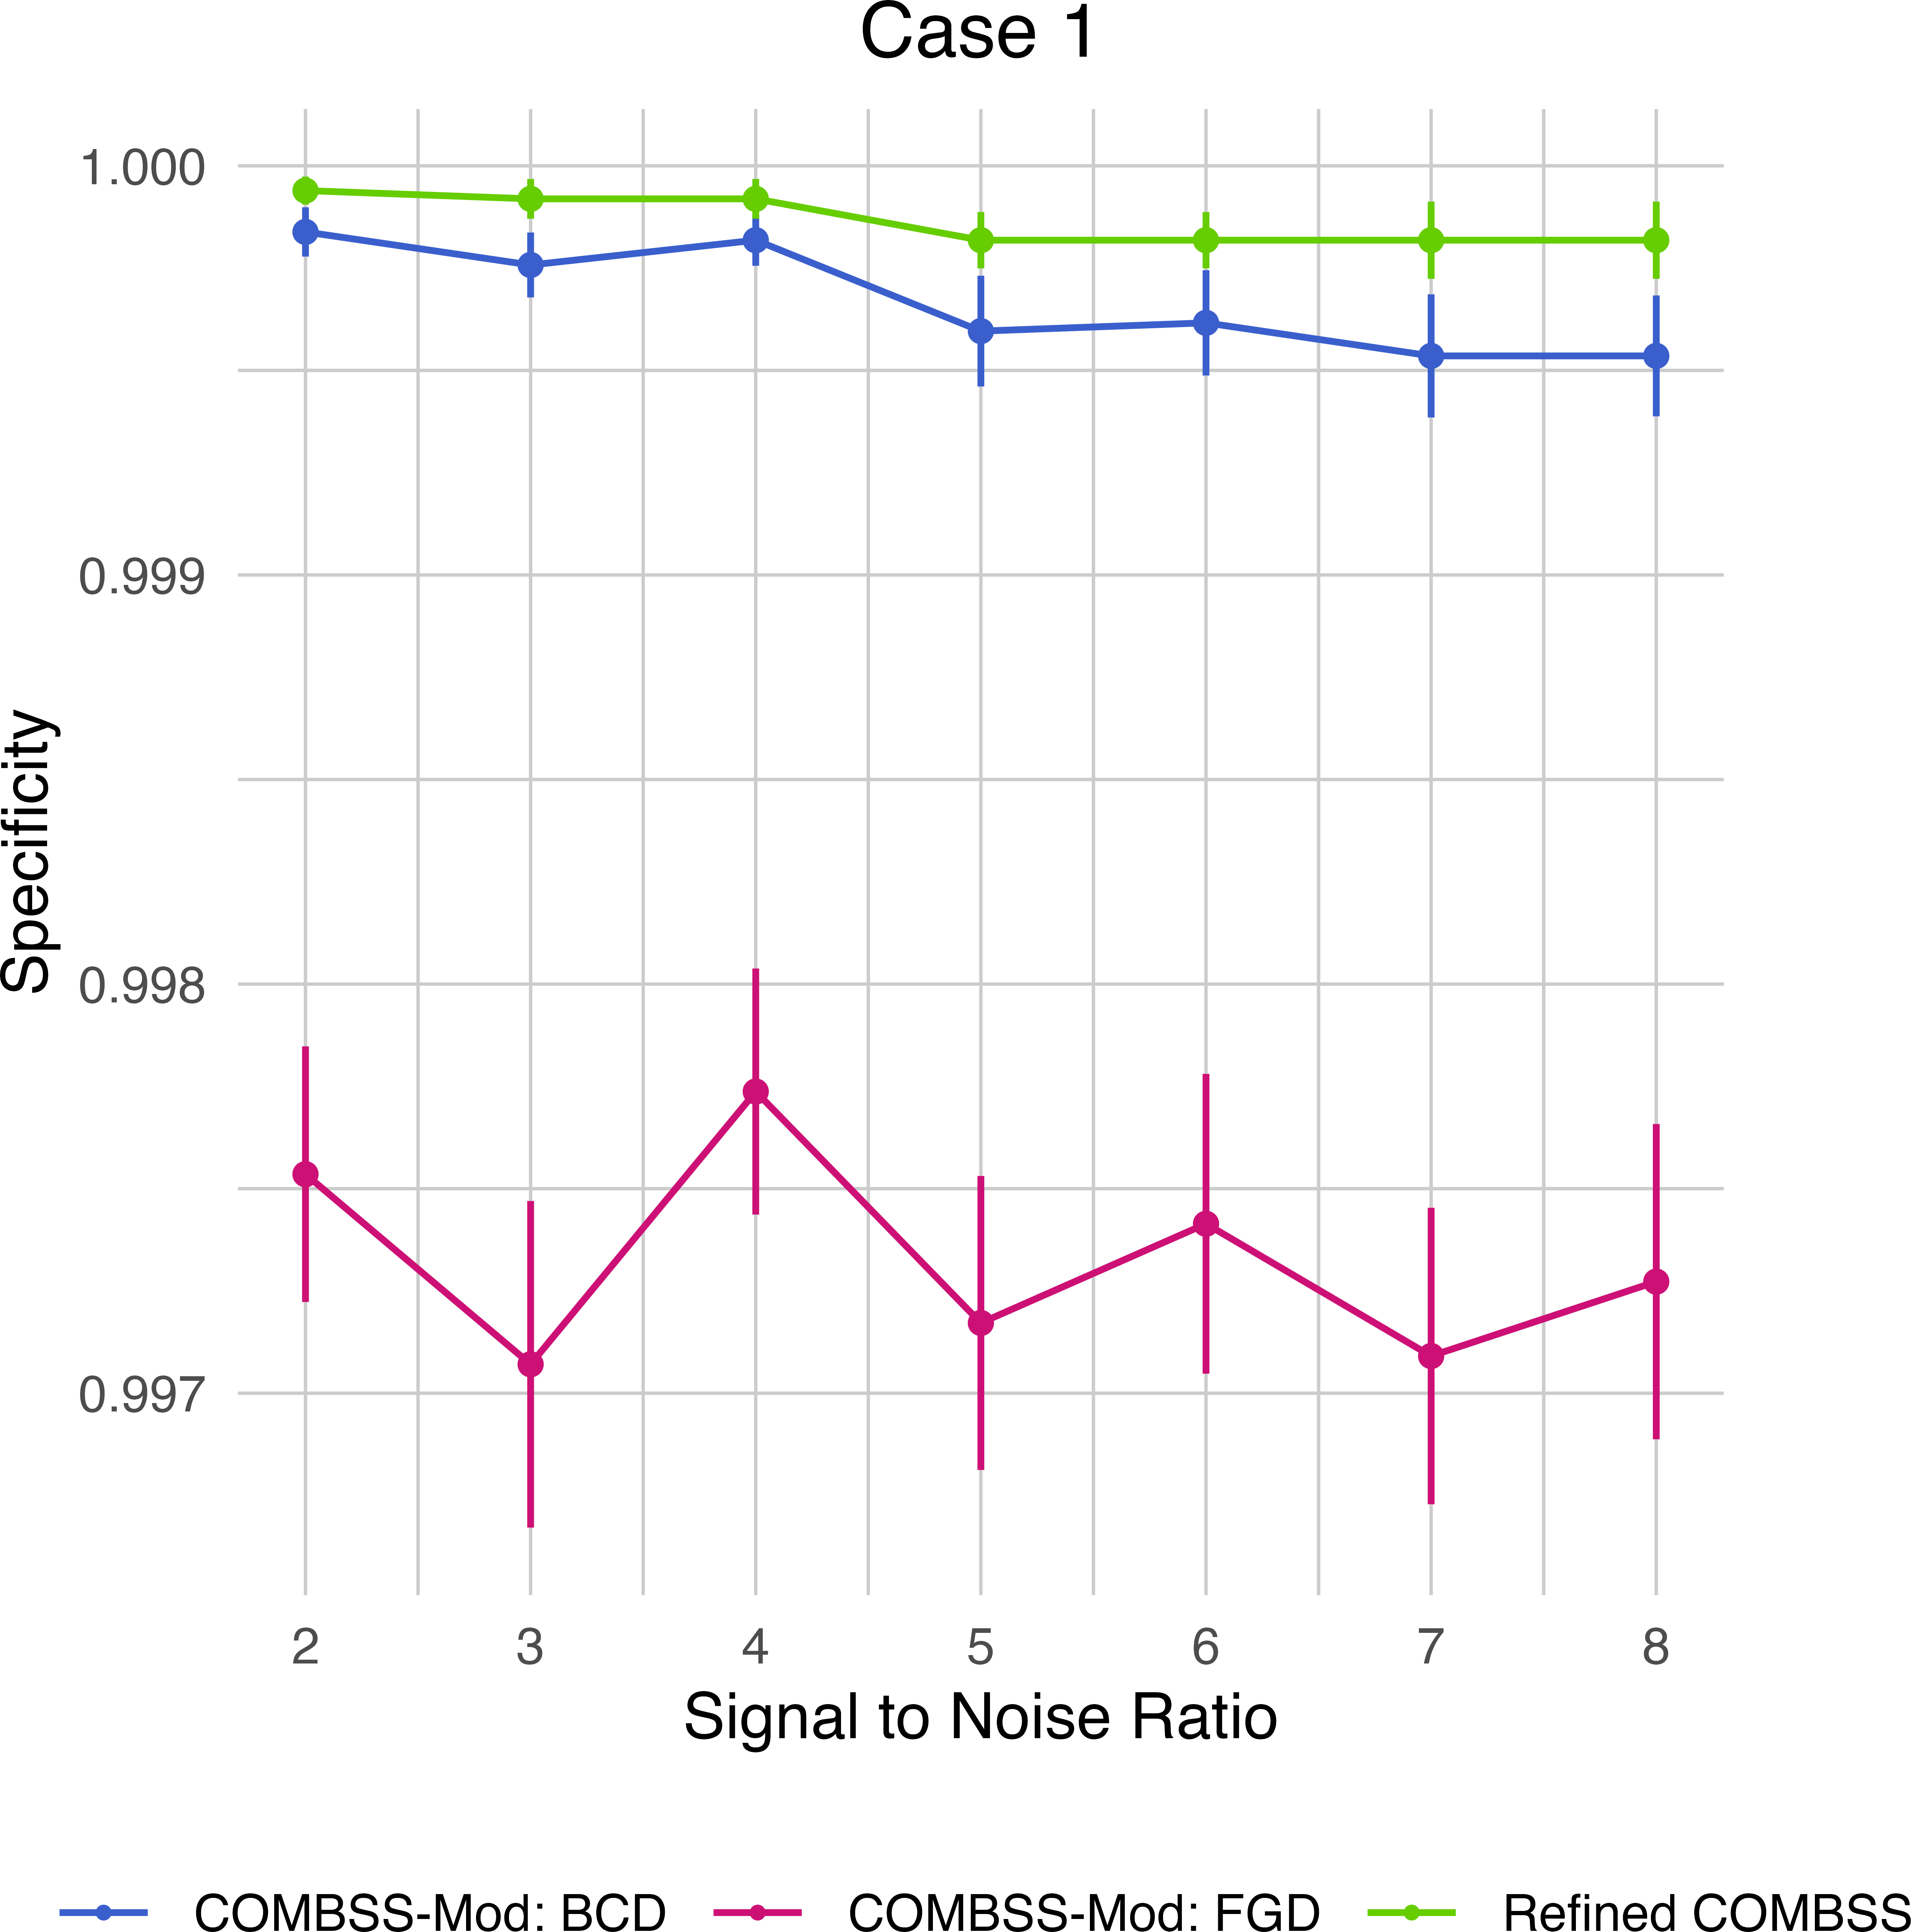 Case 1
1.000
0.999
0.998
0.997
Specificity
2 3 4 5 6 7 8
Signal to Noise Ratio
COMBSS-Mod: BCD COMBSS-Mod: FGD Refined COMBSS